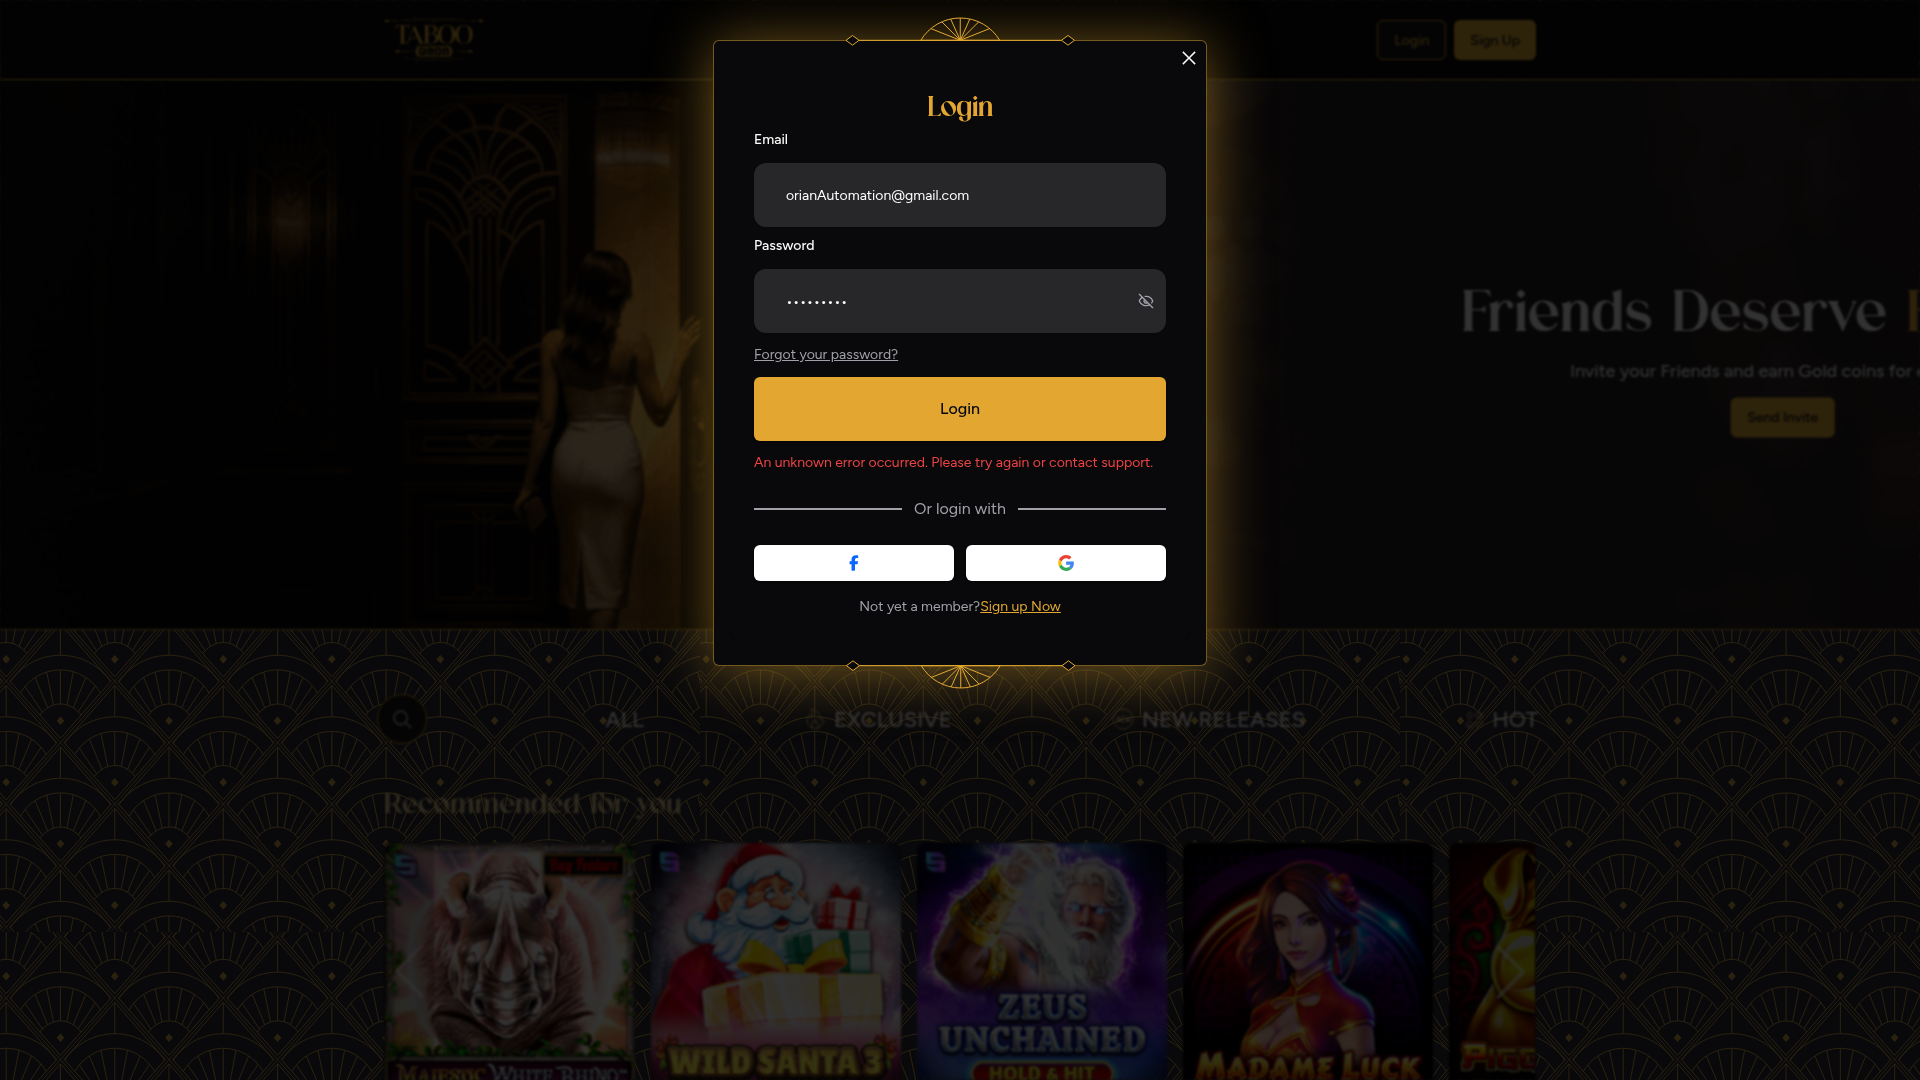 TABOO
Login
Sign Up
Login
Email
orianAutomation@gmail.com
Password
Forgot your password?
Login
An unknown error occurred. Please try again or contact support.
Or login with
Not yet a member?Sign up Now
Friends Deserve
Invite your Friends and earn Gold coins for
Send Invite
ALL
EXCLUSIVE
NEW RELEASES
HOT
Recommended for you
Buy Feature
MAJESTIC WHITE RHINO
WILD SANTA 3
ZEUS
UNCHAINED
HOLD & HIT
MADAME LUCK